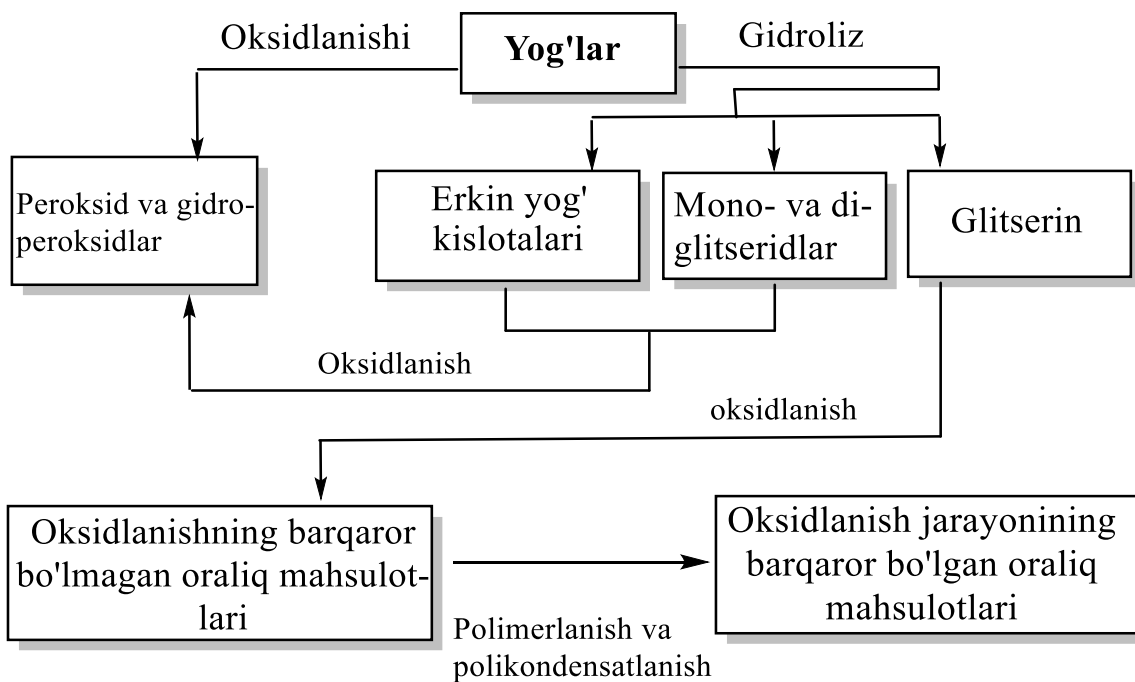 Oksidlanishi
Yog'lar
Gidroliz
Peroksid va gidro-
peroksidlar
Erkin yog'
kislotalari
Mono- va di-
glitseridlar
Glitserin
Oksidlanish
oksidlanish
Oksidlanishning barqaror
bo'lmagan oraliq mahsulot-
lari
Polimerlanish va
polikondensatlanish
Oksidlanish jarayonining
barqaror bo'lgan oraliq
mahsulotlari